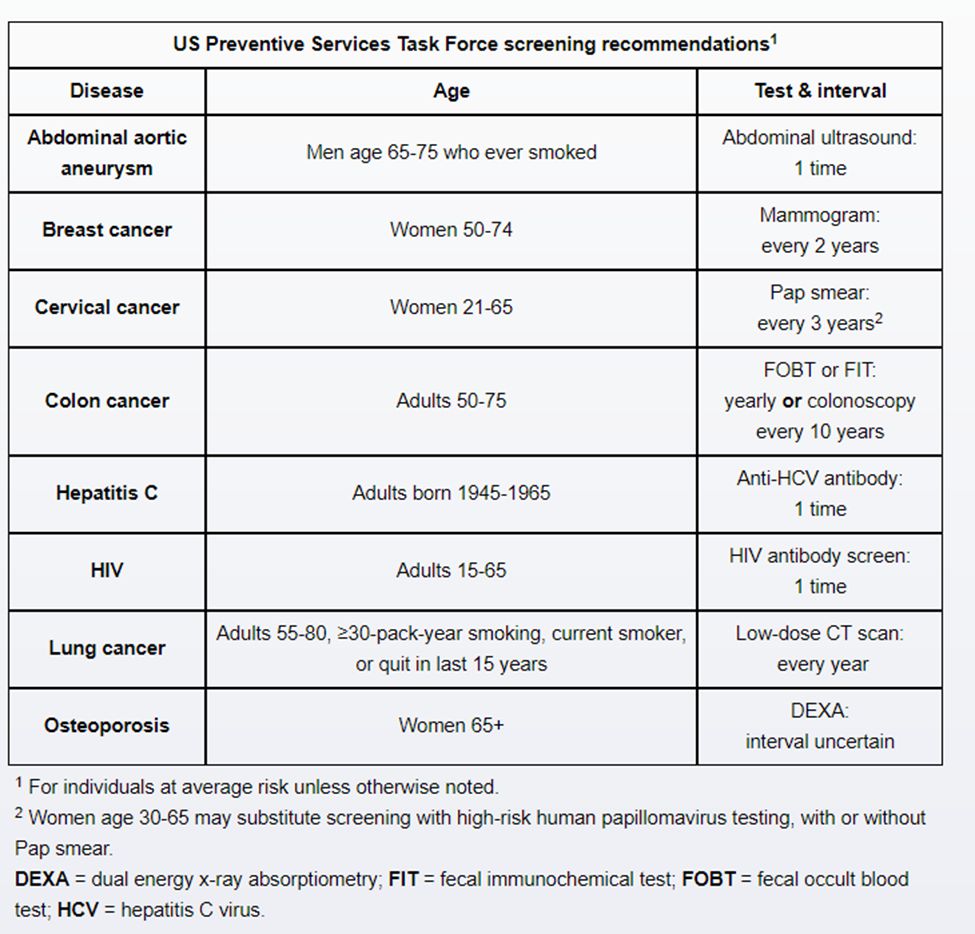 US Preventive Services Task Force screening recommendations¹
Disease Age Test & interval
Abdominal aortic
aneurysm
Men age 65-75 who ever smoked
Abdominal ultrasound:
1 time
Breast cancer
Women 50-74
Mammogram:
every 2 years
Cervical cancer
Women 21-65
Pap smear:
every 3 years²
Colon cancer
Adults 50-75
FOBT or FIT:
yearly or colonoscopy
every 10 years
Hepatitis C
Adults born 1945-1965
Anti-HCV antibody:
1 time
HIV
Adults 15-65
HIV antibody screen:
1 time
Lung cancer
Adults 55-80, ≥30-pack-year smoking, current smoker,
or quit in last 15 years
Low-dose CT scan:
every year
Osteoporosis
Women 65+
DEXA:
interval uncertain
¹ For individuals at average risk unless otherwise noted.
² Women age 30-65 may substitute screening with high-risk human papillomavirus testing, with or without
Pap smear.
DEXA = dual energy x-ray absorptiometry; FIT = fecal immunochemical test; FOBT = fecal occult blood
test; HCV = hepatitis C virus.